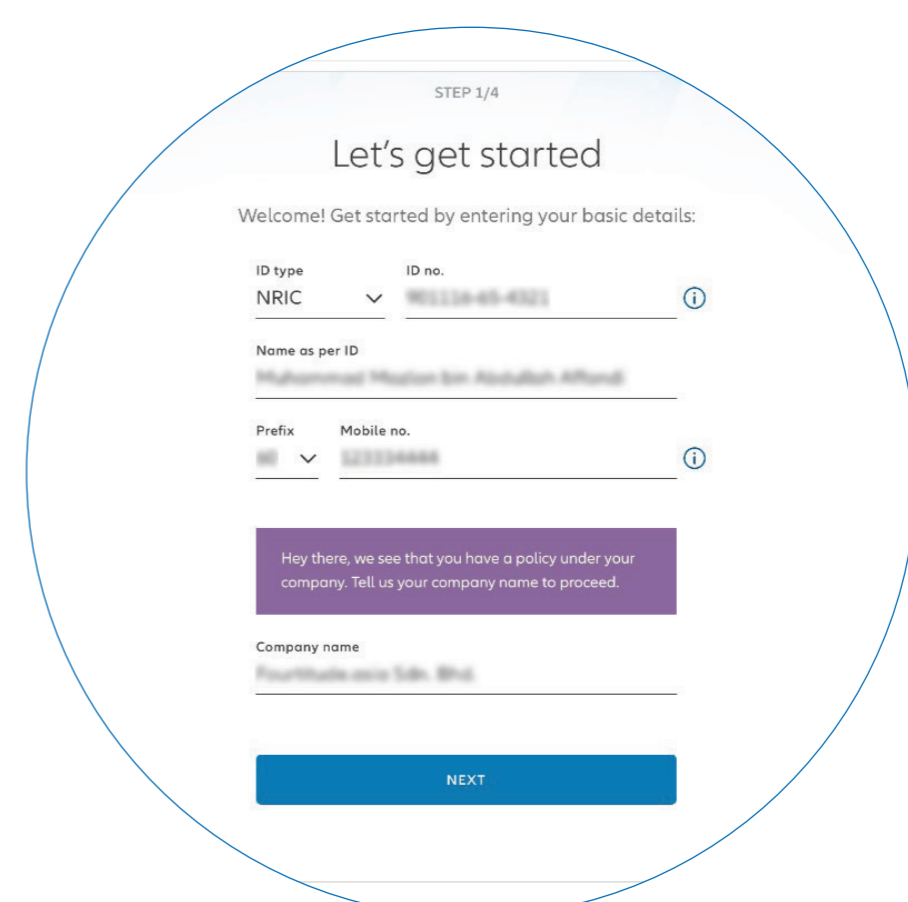 STEP 1/4
Let's get started
Welcome! Get started by entering your basic details:
ID type ID no.
NRIC
Name as per ID
Prefix Mobile no.
Hey there, we see that you have a policy under your
company. Tell us your company name to proceed.
Company name
NEXT